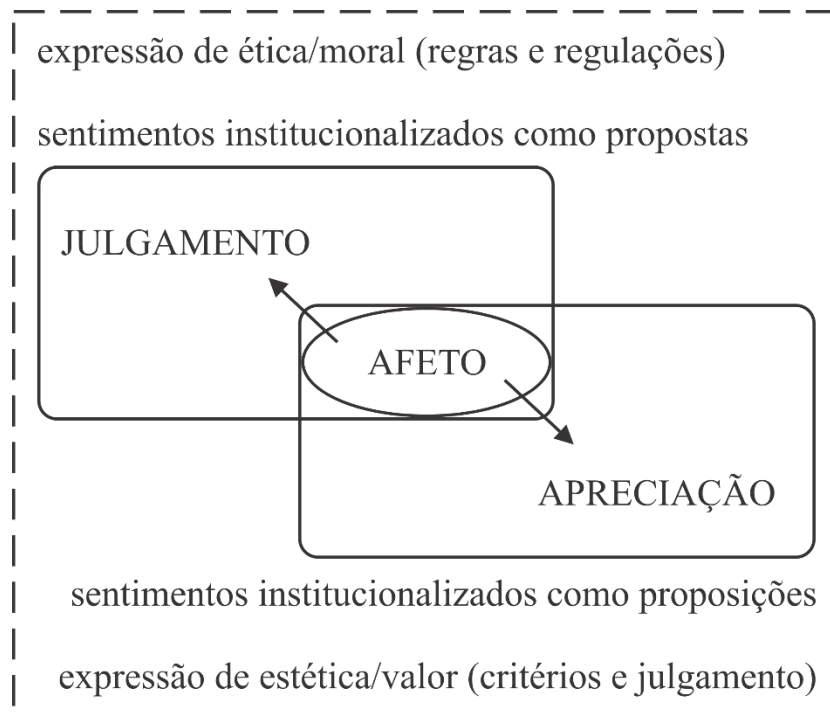 expressão de ética/moral (regras e regulações)
sentimentos institucionalizados como propostas
JULGAMENTO
AFETO
APRECIAÇÃO
sentimentos institucionalizados como proposições
expressão de estética/valor (critérios e julgamento)